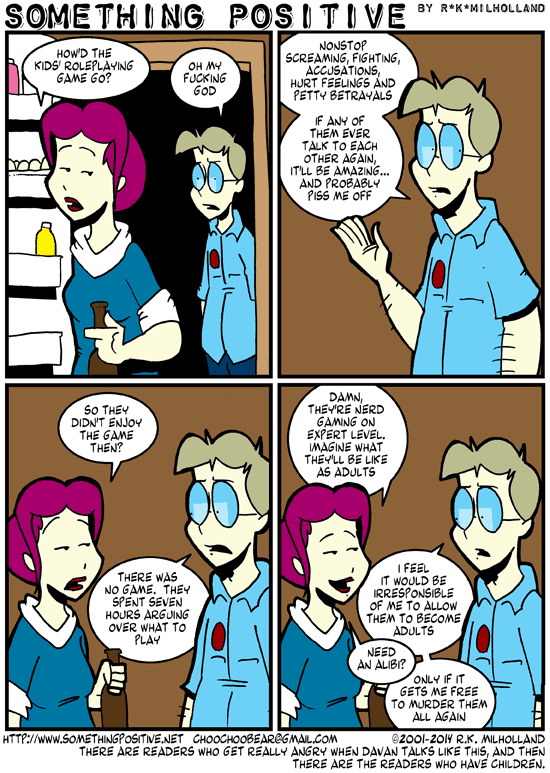 SOMETHING POSITIVE BY R*K*MILHOLLAND
HOW'D THE
KIDS' ROLEPLAYING
GAME GO?
OH MY
FUCKING
GOD
NONSTOP
SCREAMING, FIGHTING,
ACCUSATIONS,
HURT FEELINGS AND
PETTY BETRAYALS
IF ANY OF
THEM EVER
TALK TO EACH
OTHER AGAIN,
IT'LL BE AMAZING...
AND PROBABLY
PISS ME OFF
SO THEY
DIDN'T ENJOY
THE GAME
THEN?
THERE WAS
NO GAME. THEY
SPENT SEVEN
HOURS ARGUING
OVER WHAT TO
PLAY
DAMN,
THEY'RE NERD
GAMING ON
EXPERT LEVEL.
IMAGINE WHAT
THEY'LL BE LIKE
AS ADULTS
I FEEL
IT WOULD BE
IRRESPONSIBLE
OF ME TO ALLOW
THEM TO BECOME
ADULTS
NEED
AN ALIBI?
ONLY IF IT
GETS ME FREE
TO MURDER THEM
ALL AGAIN
HTTP://WWW.SOMETHINGPOSITIVE.NET CHOOCHOOBEAR@GMAIL.COM ©2001-2014 R.K. MILHOLLAND
THERE ARE READERS WHO GET REALLY ANGRY WHEN DAVAN TALKS LIKE THIS, AND THEN
THERE ARE THE READERS WHO HAVE CHILDREN.